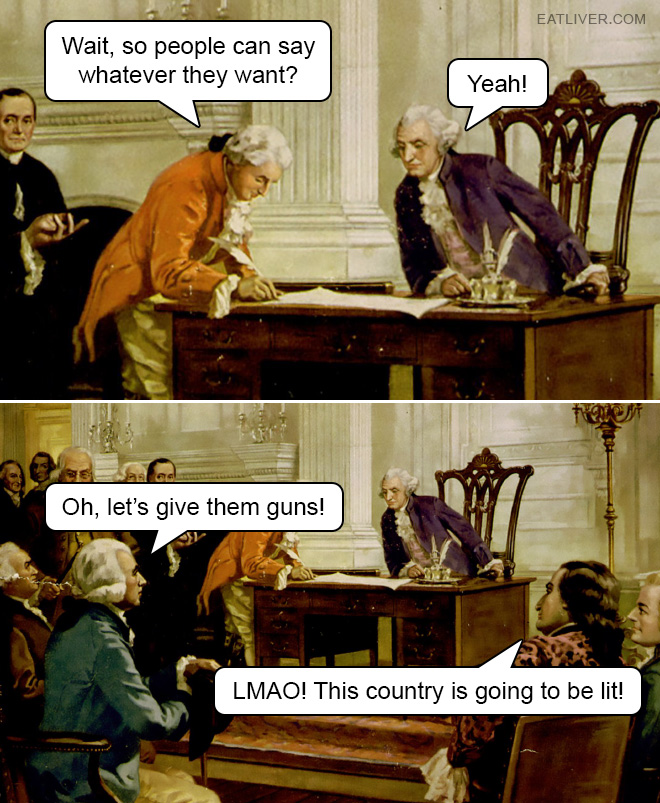 EATLIVER.COM
Wait, so people can say
whatever they want?
Yeah!
Oh, let’s give them guns!
LMAO! This country is going to be lit!